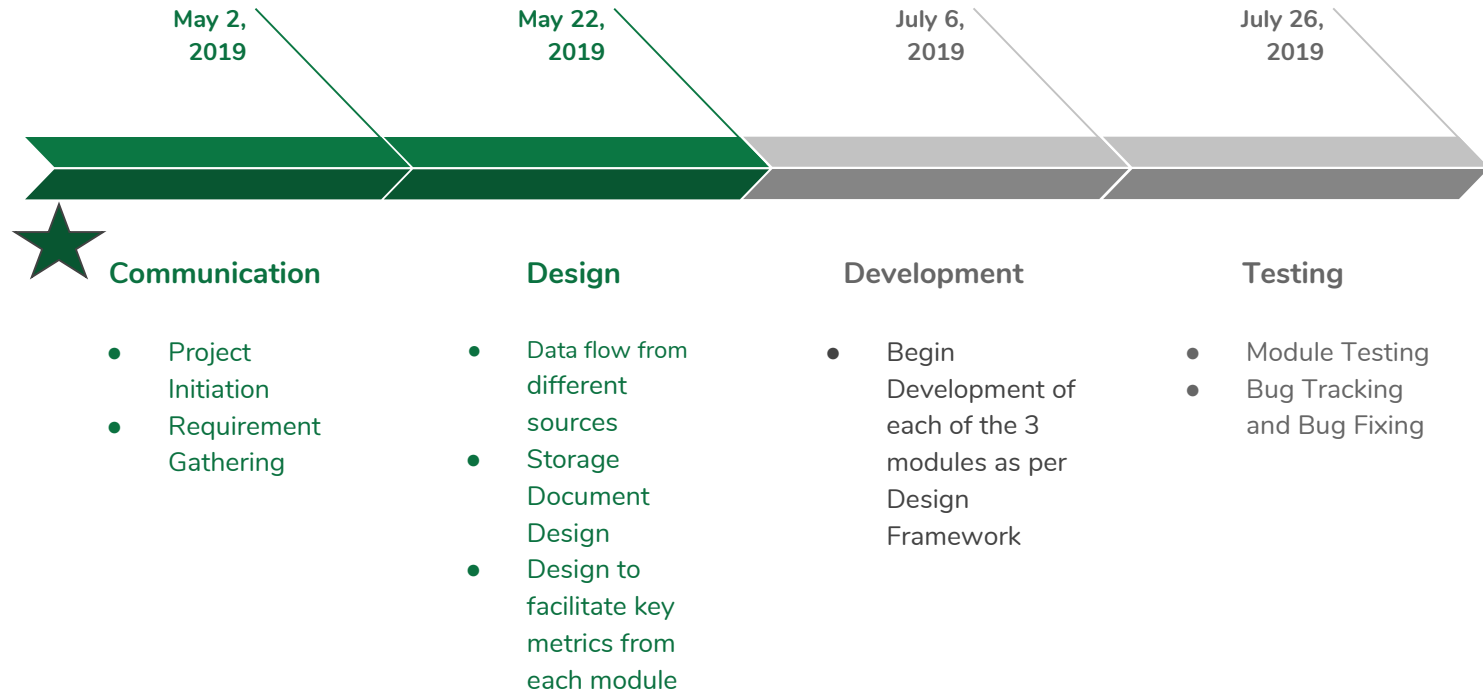 May 2,
2019
May 22,
2019
July 6,
2019
July 26,
2019
Communication
● Project
Initiation
● Requirement
Gathering
Design
● Data flow from
different
sources
● Storage
Document
Design
● Design to
facilitate key
metrics from
each module
Development
● Begin
Development of
each of the 3
modules as per
Design
Framework
Testing
● Module Testing
● Bug Tracking
and Bug Fixing